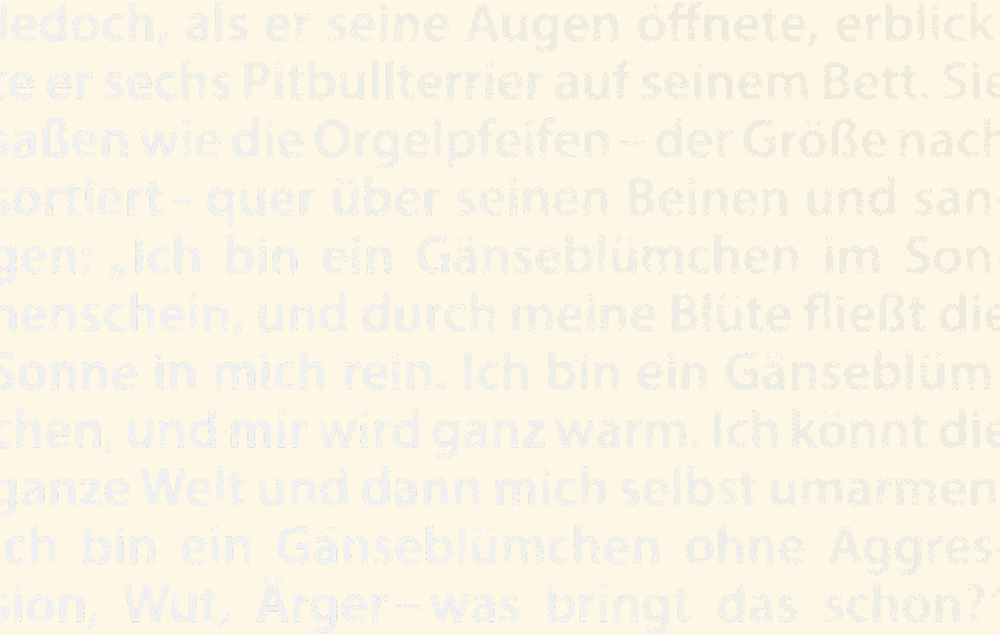 Jedoch, als er seine Augen öffnete, erblick-
te er sechs Pitbullterrier auf seinem Bett. Sie
saßen wie die Orgelpfeifen – der Größe nach
sortiert – quer über seinen Beinen und san-
gen: „Ich bin ein Gänseblümchen im Son-
nenschein, und durch meine Blüte fließt die
Sonne in mich rein. Ich bin ein Gänseblüm-
chen, und mir wird ganz warm. Ich könnt die
ganze Welt und dann mich selbst umarmen.
Ich bin ein Gänseblümchen ohne Aggres-
sion, Wut, Ärger – was bringt das schon?“